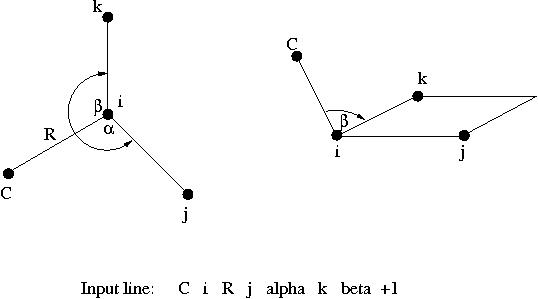 k
β i
α
R
C
j
C
k
β
i
j
Input line: C i R j alpha k beta +1